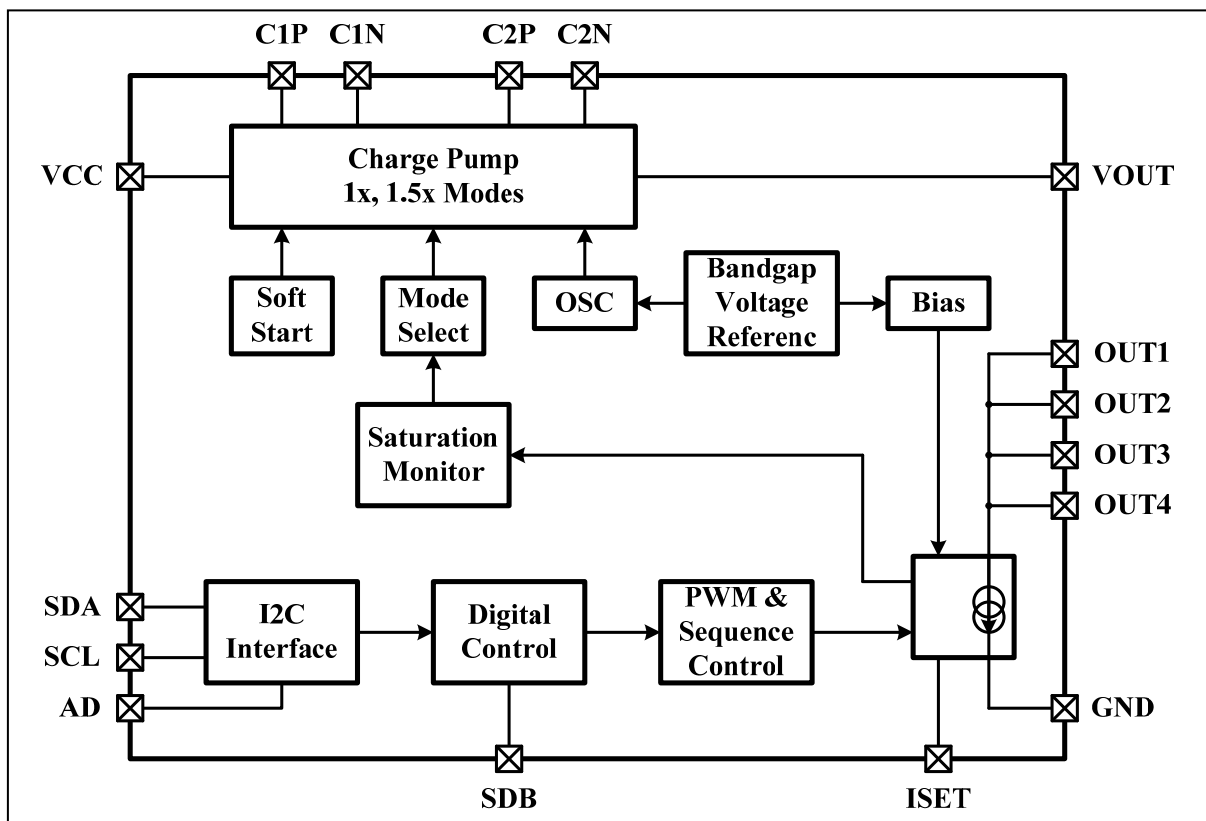 C1P C1N C2P C2N
VCC
Charge Pump
1x, 1.5x Modes
VOUT
Soft
Start
Mode
Select
OSC
Bandgap
Voltage
Referenc
Bias
OUT1
OUT2
OUT3
OUT4
Saturation
Monitor
SDA
SCL
AD
I2C
Interface
Digital
Control
PWM &
Sequence
Control
GND
SDB
ISET